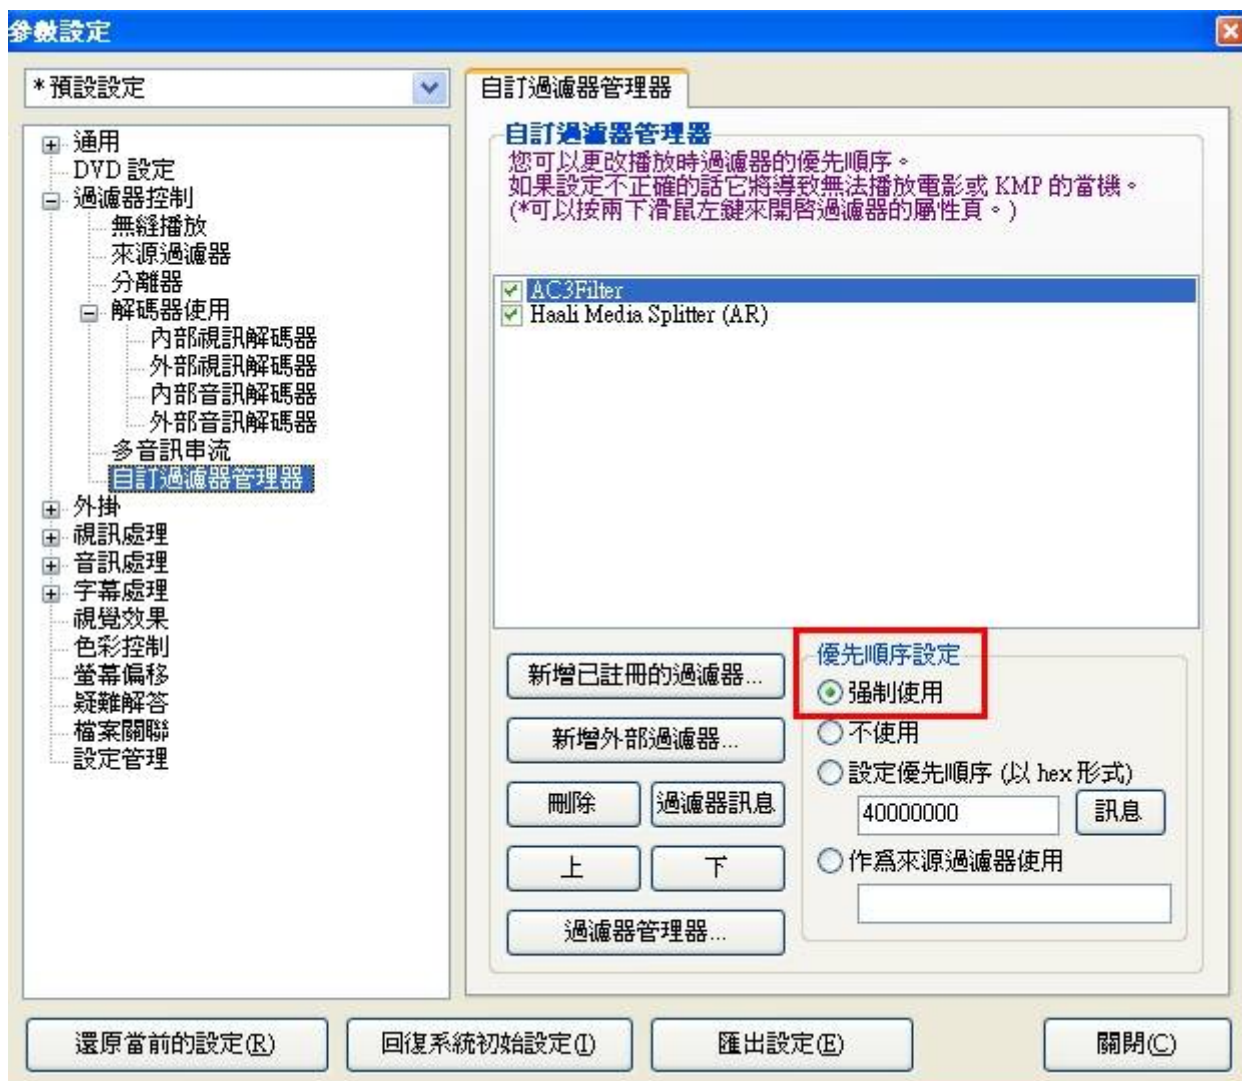 參數設定
*預設設定
通用
DVD 設定
過濾器控制
無縫播放
來源過濾器
分離器
解碼器使用
內部視訊解碼器
外部視訊解碼器
內部音訊解碼器
外部音訊解碼器
多音訊串流
自訂過濾器管理器
外掛
視訊處理
音訊處理
字幕處理
視覺效果
色彩控制
螢幕偏移
疑難解答
檔案關聯
設定管理
自訂過濾器管理器
自訂過濾器管理器
您可以更改播放時過濾器的優先順序。
如果設定不正確的話它將導致無法播放電影或 KMP 的當機。
(*可以按兩下滑鼠左鍵來開啓過濾器的屬性頁。)
AC3Filter
Haali Media Splitter (AR)
新增已註冊的過濾器...
新增外部過濾器...
刪除
過濾器訊息
上
下
過濾器管理器...
優先順序設定
强制使用
不使用
設定優先順序 (以 hex 形式)
40000000
訊息
作爲來源過濾器使用
還原當前的設定(R)
回復系統初始設定(I)
匯出設定(E)
關閉(C)